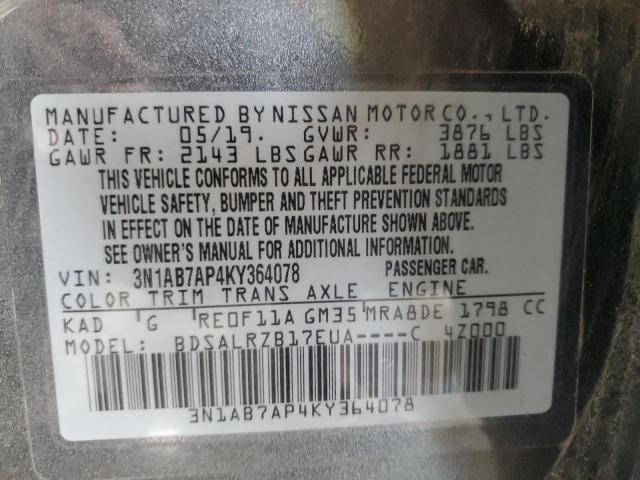 MANUFACTURED BY NISSAN MOTOR CO., LTD.
DATE: 05/19. GVWR: 3876 LBS
GAWR FR: 2143 LBS GAWR RR: 1881 LBS
THIS VEHICLE CONFORMS TO ALL APPLICABLE FEDERAL MOTOR
VEHICLE SAFETY, BUMPER AND THEFT PREVENTION STANDARDS
IN EFFECT ON THE DATE OF MANUFACTURE SHOWN ABOVE.
SEE OWNER'S MANUAL FOR ADDITIONAL INFORMATION.
VIN: 3N1AB7AP4KY364078 PASSENGER CAR.
COLOR TRIM TRANS AXLE ENGINE
KAD G RE0F11A GM35 MRA8DE 1798 CC
MODEL: BDSALRZB17EUA----C 4Z000
3N1AB7AP4KY364078